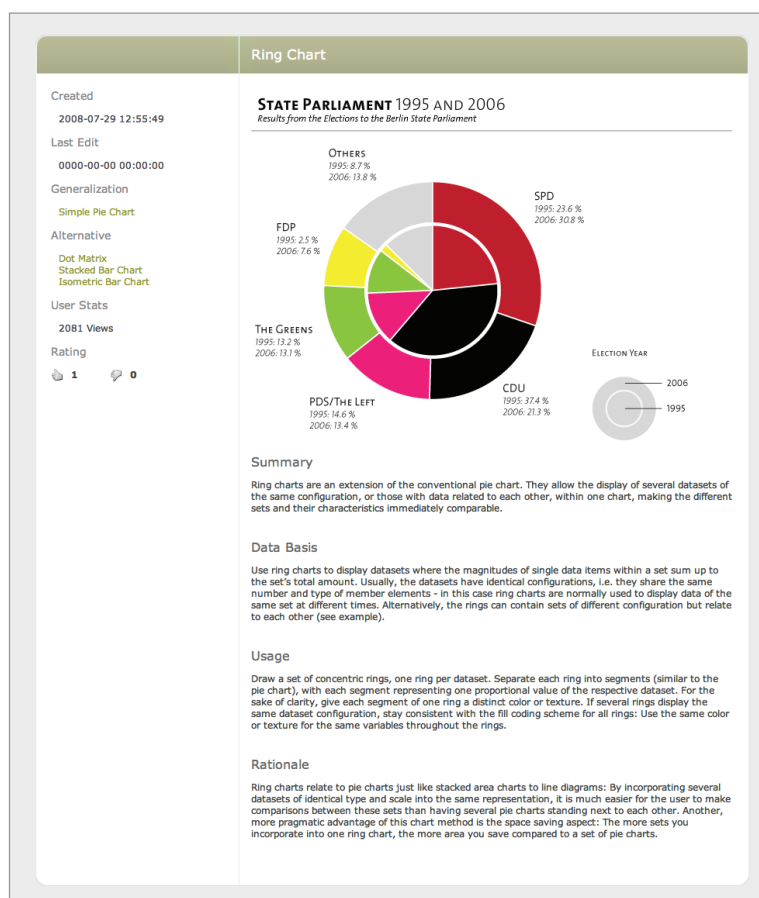 Ring Chart
Created
2008-07-29 12:55:49
Last Edit
0000-00-00 00:00:00
Generalization
Simple Pie Chart
Alternative
Dot Matrix
Stacked Bar Chart
Isometric Bar Chart
User Stats
2081 Views
Rating
1 0
State Parliament 1995 and 2006
Results from the Elections to the Berlin State Parliament
Others
1995: 8.7 %
2006: 13.8 %
SPD
1995: 23.6 %
2006: 30.8 %
FDP
1995: 2.5 %
2006: 7.6 %
The Greens
1995: 13.2 %
2006: 13.1 %
PDS/The Left
1995: 14.6 %
2006: 13.4 %
CDU
1995: 37.4 %
2006: 21.3 %
Election Year
2006
1995
Summary
Ring charts are an extension of the conventional pie chart. They allow the display of several datasets of
the same configuration, or those with data related to each other, within one chart, making the different
sets and their characteristics immediately comparable.
Data Basis
Use ring charts to display datasets where the magnitudes of single data items within a set sum up to
the set's total amount. Usually, the datasets have identical configurations, i.e. they share the same
number and type of member elements - in this case ring charts are normally used to display data of the
same set at different times. Alternatively, the rings can contain sets of different configuration but relate
to each other (see example).
Usage
Draw a set of concentric rings, one ring per dataset. Separate each ring into segments (similar to the
pie chart), with each segment representing one proportional value of the respective dataset. For the
sake of clarity, give each segment of one ring a distinct color or texture. If several rings display the
same dataset configuration, stay consistent with the fill coding scheme for all rings: Use the same color
or texture for the same variables throughout the rings.
Rationale
Ring charts relate to pie charts just like stacked area charts to line diagrams: By incorporating several
datasets of identical type and scale into the same representation, it is much easier for the user to make
comparisons between these sets than having several pie charts standing next to each other. Another,
more pragmatic advantage of this chart method is the space saving aspect: The more sets you
incorporate into one ring chart, the more area you save compared to a set of pie charts.